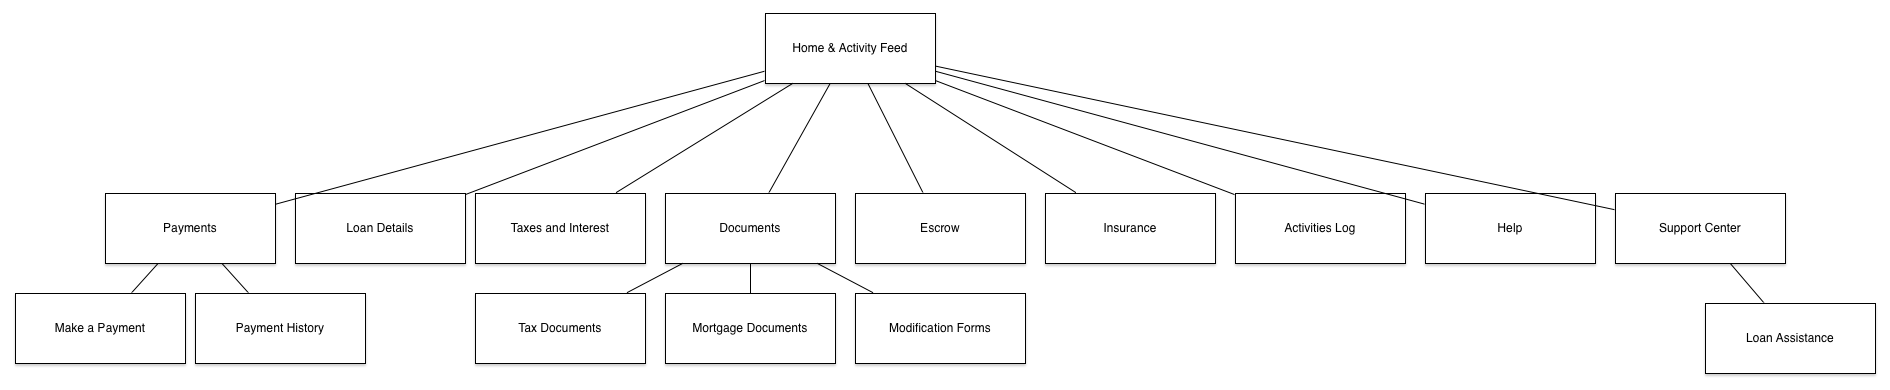 Home & Activity Feed
Payments
Loan Details
Taxes and Interest
Documents
Escrow
Insurance
Activities Log
Help
Support Center
Make a Payment
Payment History
Tax Documents
Mortgage Documents
Modification Forms
Loan Assistance